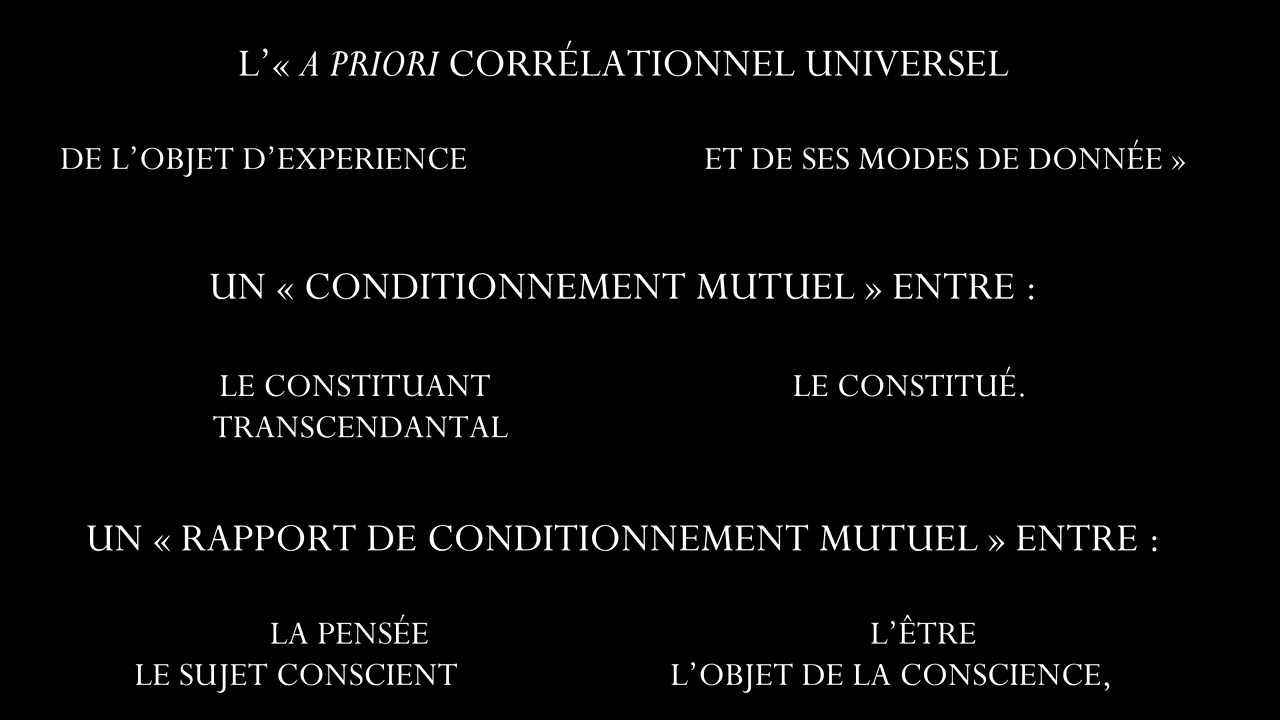 L’« A PRIORI CORRÉLATIONNEL UNIVERSEL
DE L’OBJET D’EXPERIENCE ET DE SES MODES DE DONNÉE »
UN « CONDITIONNEMENT MUTUEL » ENTRE :
LE CONSTITUANT LE CONSTITUÉ.
TRANSCENDANTAL
UN « RAPPORT DE CONDITIONNEMENT MUTUEL » ENTRE :
LA PENSÉE L’ÊTRE
LE SUJET CONSCIENT L’OBJET DE LA CONSCIENCE,